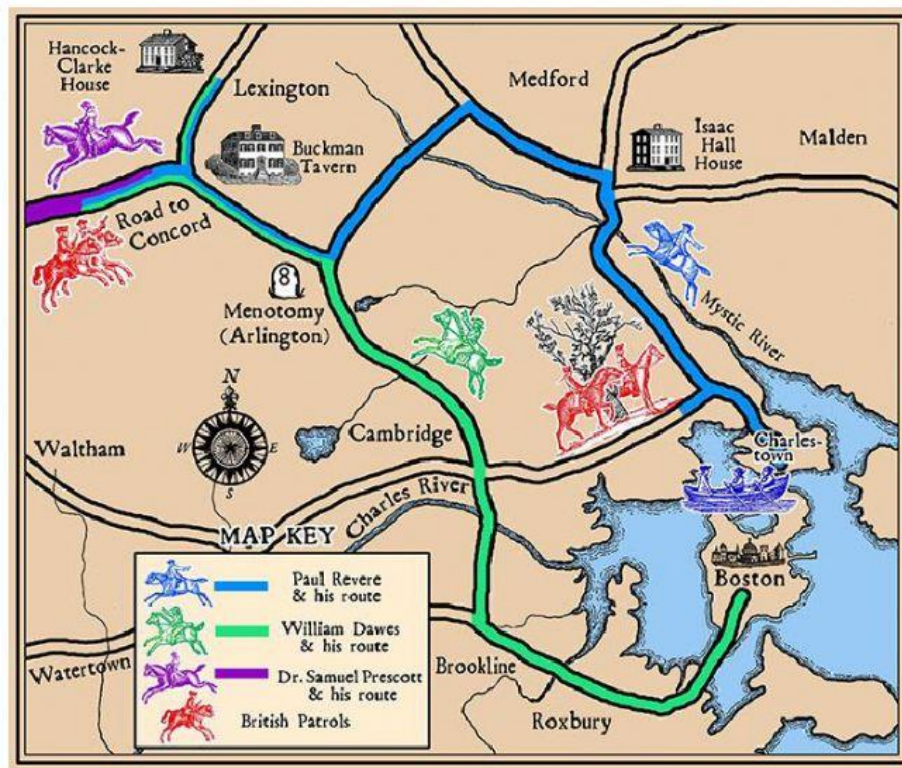 Hancock-
Clarke
House
Lexington
Medford
Buckman
Tavern
Isaac
Hall
House
Malden
Road to
Concord
8
Menotomy
(Arlington)
Mystic River
N
W
E
S
Waltham
Cambridge
Charles-
town
Charles River
MAP KEY
Paul Revere
& his route
William Dawes
& his route
Dr. Samuel Prescott
& his route
British Patrols
Boston
Watertown
Brookline
Roxbury